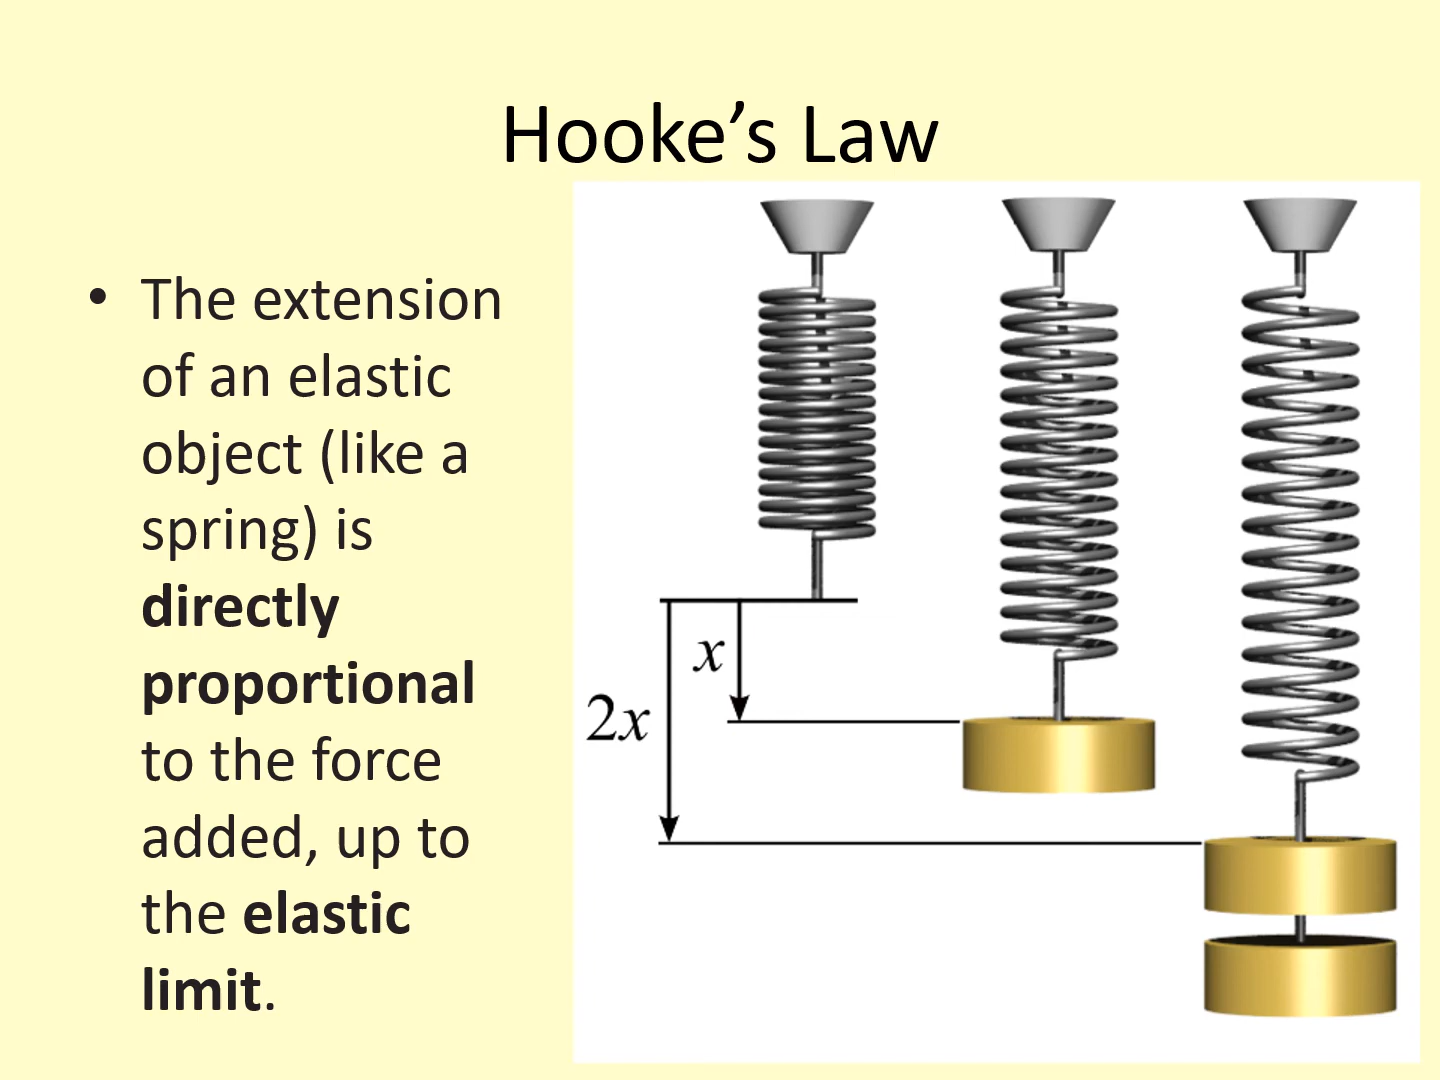 Hooke’s Law
• The extension
of an elastic
object (like a
spring) is
directly
proportional
to the force
added, up to
the elastic
limit.
x
2x